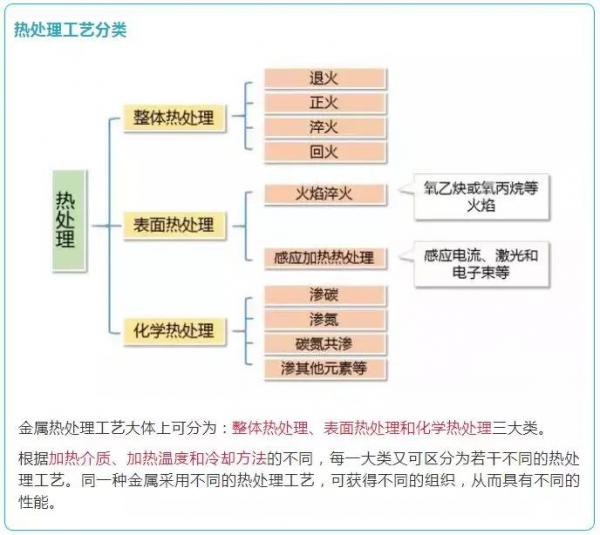 热处理工艺分类
热处理
整体热处理
退火
正火
淬火
回火
表面热处理
火焰淬火
氧乙炔或氧丙烷等
火焰
感应加热热处理
感应电流、激光和
电子束等
化学热处理
渗碳
渗氮
碳氮共渗
渗其他元素等
金属热处理工艺大体上可分为：整体热处理、表面热处理和化学热处理三大类。
根据加热介质、加热温度和冷却方法的不同，每一大类又可区分为若干不同的热处
理工艺。同一种金属采用不同的热处理工艺，可获得不同的组织，从而具有不同的
性能。